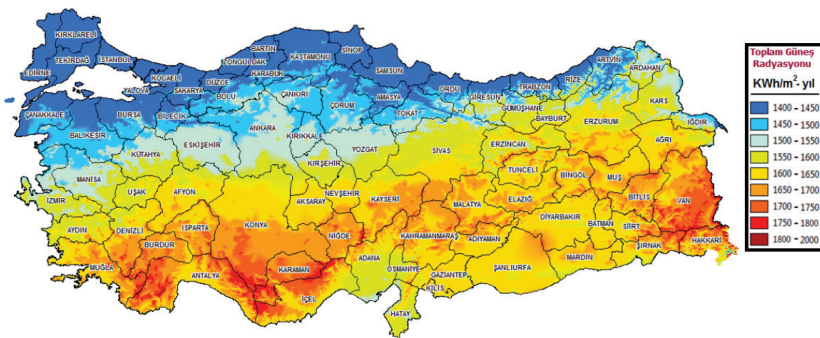 KIRKLARELİ
EDİRNE
TEKİRDAĞ
İSTANBUL
KOCAELİ
YALOVA
SAKARYA
DÜZCE
BOLU
ZONGULDAK
BARTIN
KARABÜK
KASTAMONU
SİNOP
SAMSUN
ÇANKIRI
ÇORUM
AMASYA
TOKAT
ORDU
GİRESUN
TRABZON
RİZE
ARTVİN
ARDAHAN
KARS
IĞDIR
GÜMÜŞHANE
BAYBURT
ERZURUM
AĞRI
ÇANAKKALE
BALIKESİR
BURSA
BİLECİK
KÜTAHYA
ESKİŞEHİR
ANKARA
KIRIKKALE
KIRŞEHİR
YOZGAT
SİVAS
ERZİNCAN
TUNCELİ
BİNGÖL
MUŞ
BİTLİS
VAN
MANİSA
İZMİR
UŞAK
AFYON
AKSARAY
NEVŞEHİR
KAYSERİ
MALATYA
ELAZIĞ
DİYARBAKIR
BATMAN
SİİRT
ŞIRNAK
HAKKARİ
AYDIN
DENİZLİ
ISPARTA
BURDUR
KONYA
NİĞDE
KAHRAMANMARAŞ
ADIYAMAN
MUĞLA
ANTALYA
KARAMAN
İÇEL
ADANA
OSMANİYE
GAZİANTEP
KİLİS
ŞANLIURFA
MARDİN
HATAY
Toplam Güneş
Radyasyonu
KWh/m²- yıl
1400 - 1450
1450 - 1500
1500 - 1550
1550 - 1600
1600 - 1650
1650 - 1700
1700 - 1750
1750 - 1800
1800 - 2000